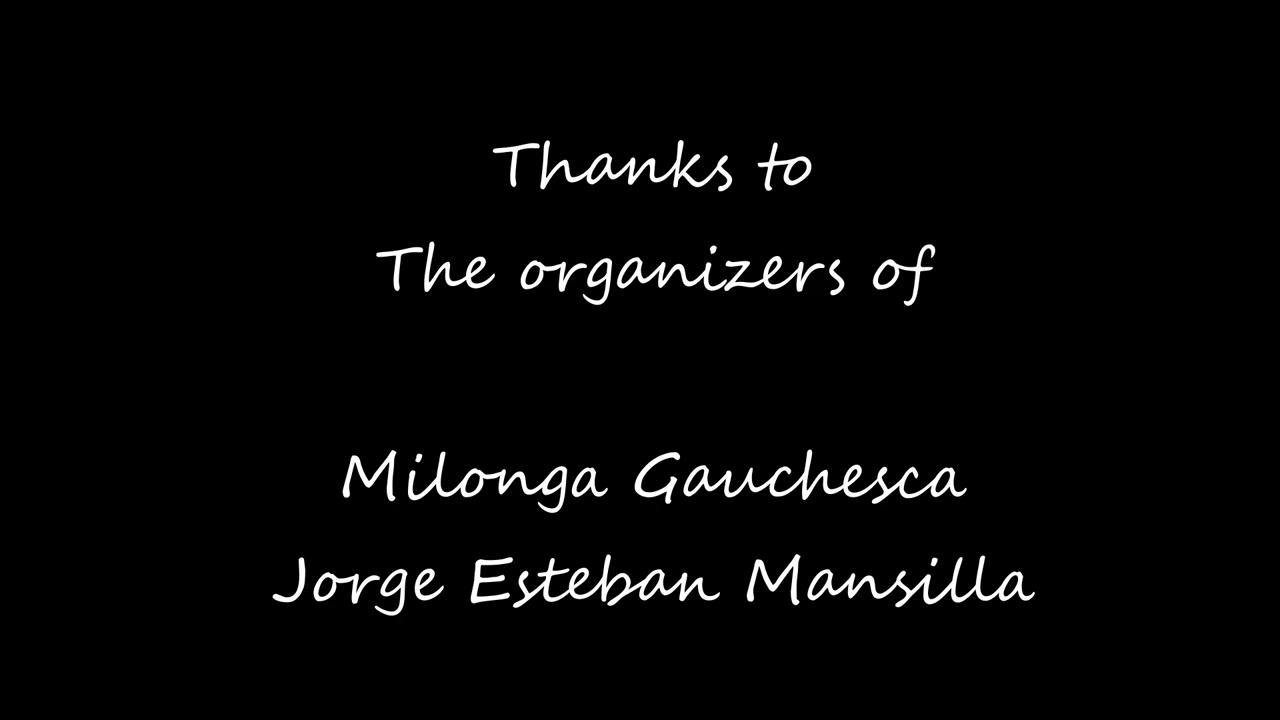 Thanks to
The organizers of
Milonga Gauchesca
Jorge Esteban Mansilla